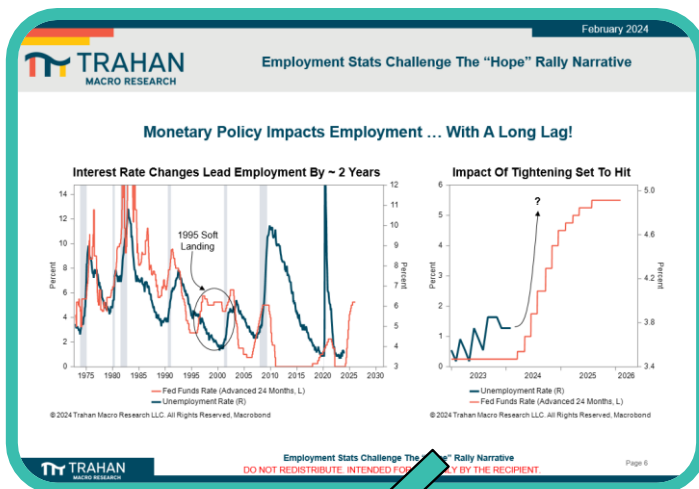 February 2024
TRAHAN
MACRO RESEARCH
Employment Stats Challenge The “Hope” Rally Narrative
Monetary Policy Impacts Employment … With A Long Lag!
Interest Rate Changes Lead Employment By ~ 2 Years
14
12
10
8
6
4
2
0
Percent
12
11
10
9
8
7
6
5
4
3
Percent
1995 Soft
Landing
1975 1980 1985 1990 1995 2000 2005 2010 2015 2020 2025 2030
Fed Funds Rate (Advanced 24 Months, L)
Unemployment Rate (R)
© 2024 Trahan Macro Research LLC. All Rights Reserved, Macrobond
Impact Of Tightening Set To Hit
6
5
4
3
2
1
0
Percent
5.0
4.6
4.2
3.8
3.4
Percent
?
2023 2024 2025 2026
Unemployment Rate (R)
Fed Funds Rate (Advanced 24 Months, L)
© 2024 Trahan Macro Research LLC. All Rights Reserved, Macrobond
TRAHAN
MACRO RESEARCH
Employment Stats Challenge The Rally Narrative
DO NOT REDISTRIBUTE. INTENDED BY THE RECIPIENT.
Page 6